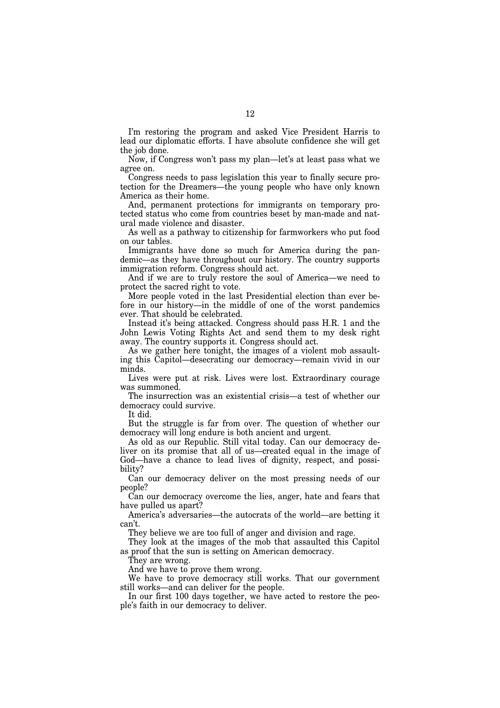 12
I'm restoring the program and asked Vice President Harris to
lead our diplomatic efforts. I have absolute confidence she will get
the job done.
Now, if Congress won't pass my plan—let's at least pass what we
agree on.
Congress needs to pass legislation this year to finally secure pro-
tection for the Dreamers—the young people who have only known
America as their home.
And, permanent protections for immigrants on temporary pro-
tected status who come from countries beset by man-made and nat-
ural made violence and disaster.
As well as a pathway to citizenship for farmworkers who put food
on our tables.
Immigrants have done so much for America during the pan-
demic—as they have throughout our history. The country supports
immigration reform. Congress should act.
And if we are to truly restore the soul of America—we need to
protect the sacred right to vote.
More people voted in the last Presidential election than ever be-
fore in our history—in the middle of one of the worst pandemics
ever. That should be celebrated.
Instead it's being attacked. Congress should pass H.R. 1 and the
John Lewis Voting Rights Act and send them to my desk right
away. The country supports it. Congress should act.
As we gather here tonight, the images of a violent mob assault-
ing this Capitol—desecrating our democracy—remain vivid in our
minds.
Lives were put at risk. Lives were lost. Extraordinary courage
was summoned.
The insurrection was an existential crisis—a test of whether our
democracy could survive.
It did.
But the struggle is far from over. The question of whether our
democracy will long endure is both ancient and urgent.
As old as our Republic. Still vital today. Can our democracy de-
liver on its promise that all of us—created equal in the image of
God—have a chance to lead lives of dignity, respect, and possi-
bility?
Can our democracy deliver on the most pressing needs of our
people?
Can our democracy overcome the lies, anger, hate and fears that
have pulled us apart?
America's adversaries—the autocrats of the world—are betting it
can't.
They believe we are too full of anger and division and rage.
They look at the images of the mob that assaulted this Capitol
as proof that the sun is setting on American democracy.
They are wrong.
And we have to prove them wrong.
We have to prove democracy still works. That our government
still works—and can deliver for the people.
In our first 100 days together, we have acted to restore the peo-
ple's faith in our democracy to deliver.